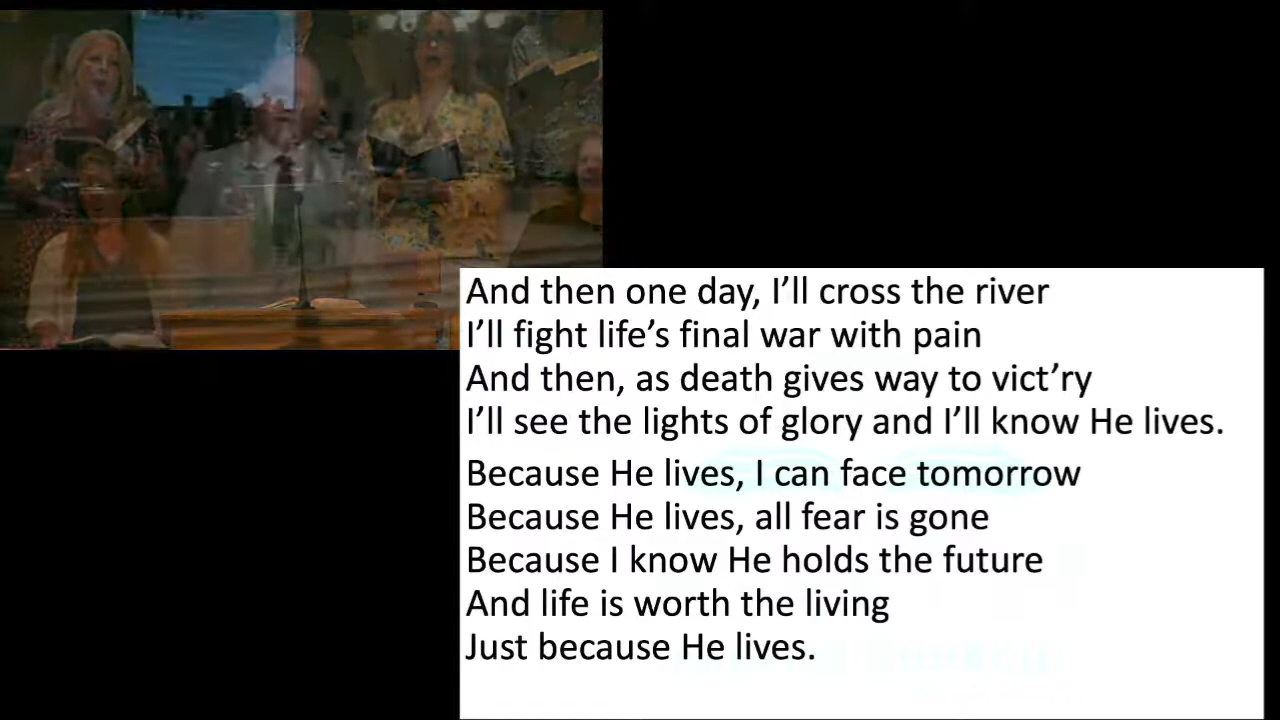 And then one day, I’ll cross the river
I’ll fight life’s final war with pain
And then, as death gives way to vict’ry
I’ll see the lights of glory and I’ll know He lives.
Because He lives, I can face tomorrow
Because He lives, all fear is gone
Because I know He holds the future
And life is worth the living
Just because He lives.